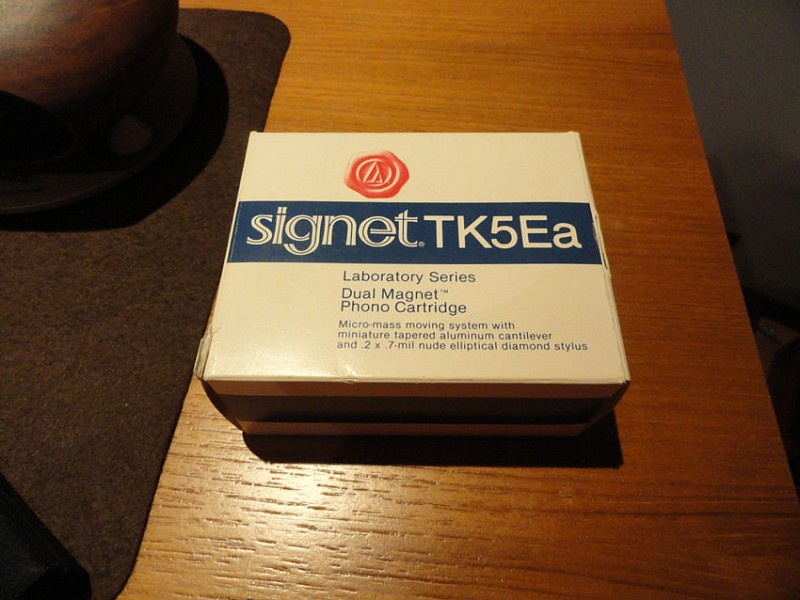 signet® TK5Ea
Laboratory Series
Dual Magnet™
Phono Cartridge
Micro-mass moving system with
miniature tapered aluminum cantilever
and .2 x .7-mil nude elliptical diamond stylus